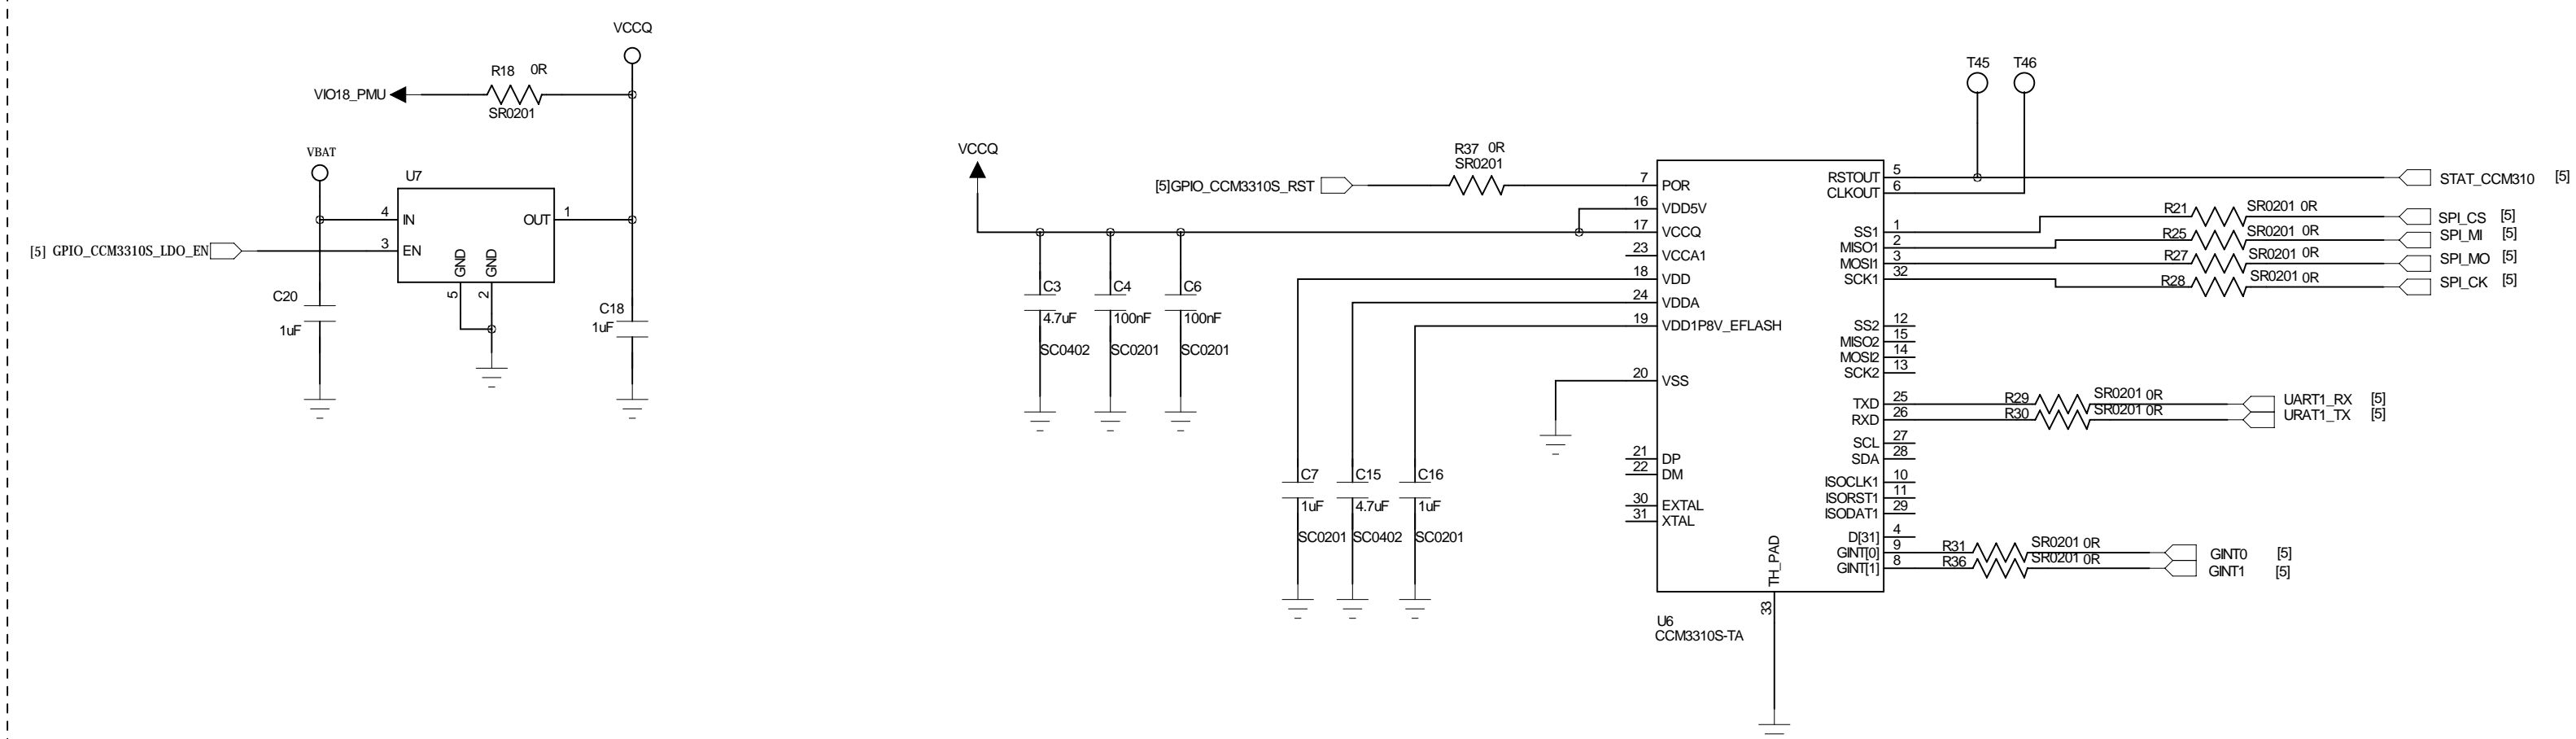 VCCQ
R18 0R
VIO18_PMU
SR0201
VBAT
U7
4 IN
OUT 1
[5] GPIO_CCM3310S_LDO_EN
3 EN
GND GND
5 2
C20
1uF
C18
1uF
VCCQ
[5]GPIO_CCM3310S_RST
R37 0R
SR0201
C3
4.7uF
SC0402
C4
100nF
SC0201
C6
100nF
SC0201
C7
1uF
SC0201
C15
4.7uF
SC0402
C16
1uF
SC0201
7 POR
16 VDD5V
17 VCCQ
23 VCCA1
18 VDD
24 VDDA
19 VDD1P8V_EFLASH
20 VSS
21 DP
22 DM
30 EXTAL
31 XTAL
TH_PAD
33
U6
CCM3310S-TA
T45 T46
RSTOUT 5 STAT_CCM310 [5]
CLKOUT 6
SS1 1 R21 SR0201 0R SPI_CS [5]
MISO1 2 R25 SR0201 0R SPI_MI [5]
MOSI1 3 R27 SR0201 0R SPI_MO [5]
SCK1 32 R28 SR0201 0R SPI_CK [5]
SS2 12
MISO2 15
MOSI2 14
SCK2 13
TXD 25 R29 SR0201 0R UART1_RX [5]
RXD 26 R30 SR0201 0R URAT1_TX [5]
SCL 27
SDA 28
ISOCLK1 10
ISORST1 11
ISODAT1 29
D[31] 4
GINT[0] 9 R31 SR0201 0R GINT0 [5]
GINT[1] 8 R36 SR0201 0R GINT1 [5]